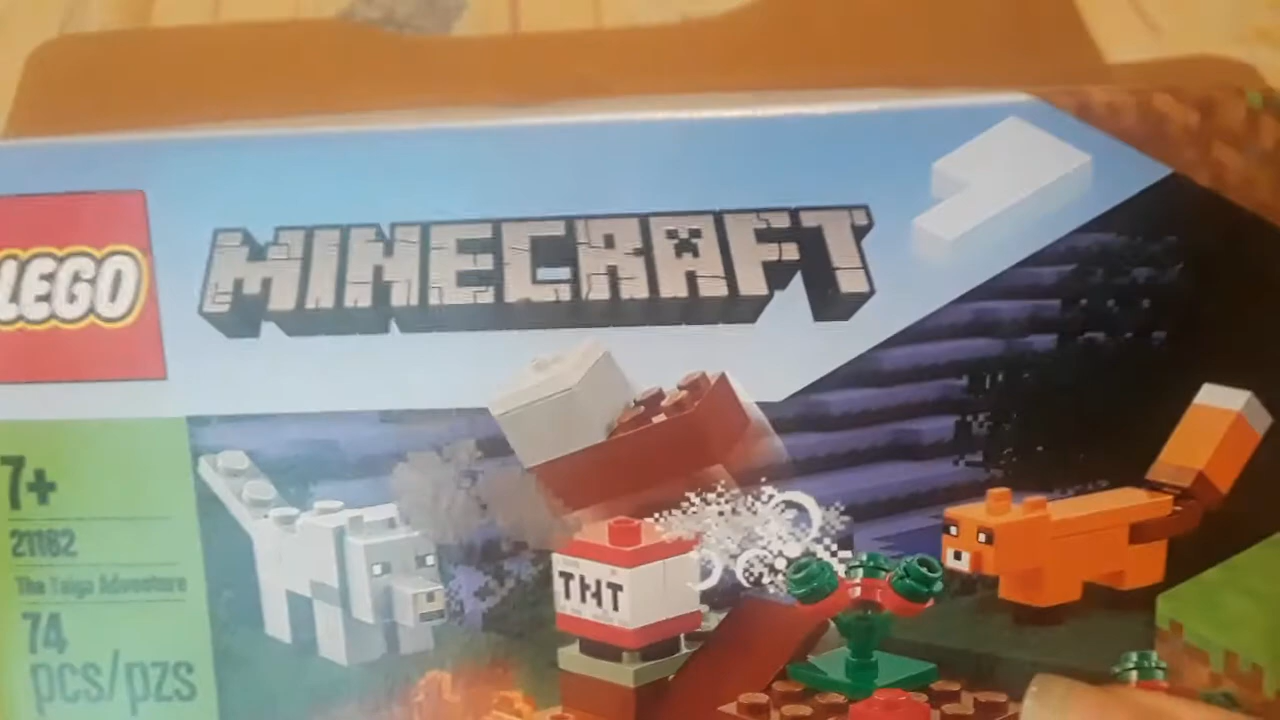 LEGO
MINECRAFT
7+
21162
The Taiga Adventure
74
pcs/pzs
TNT